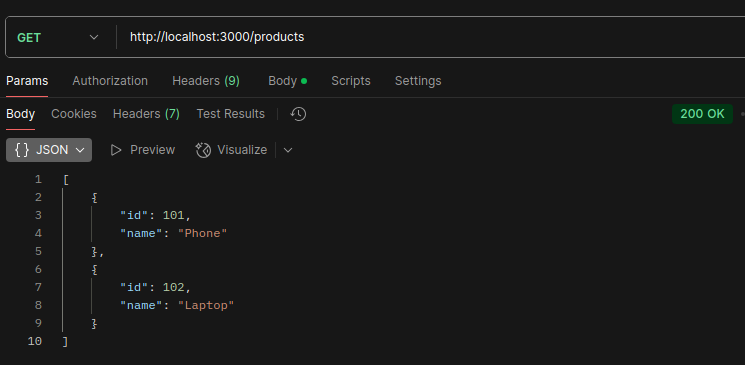 GET http://localhost:3000/products
Params Authorization Headers (9) Body Scripts Settings
Body Cookies Headers (7) Test Results 200 OK
{} JSON Preview Visualize
1 [
2 {
3 "id": 101,
4 "name": "Phone"
5 },
6 {
7 "id": 102,
8 "name": "Laptop"
9 }
10 ]